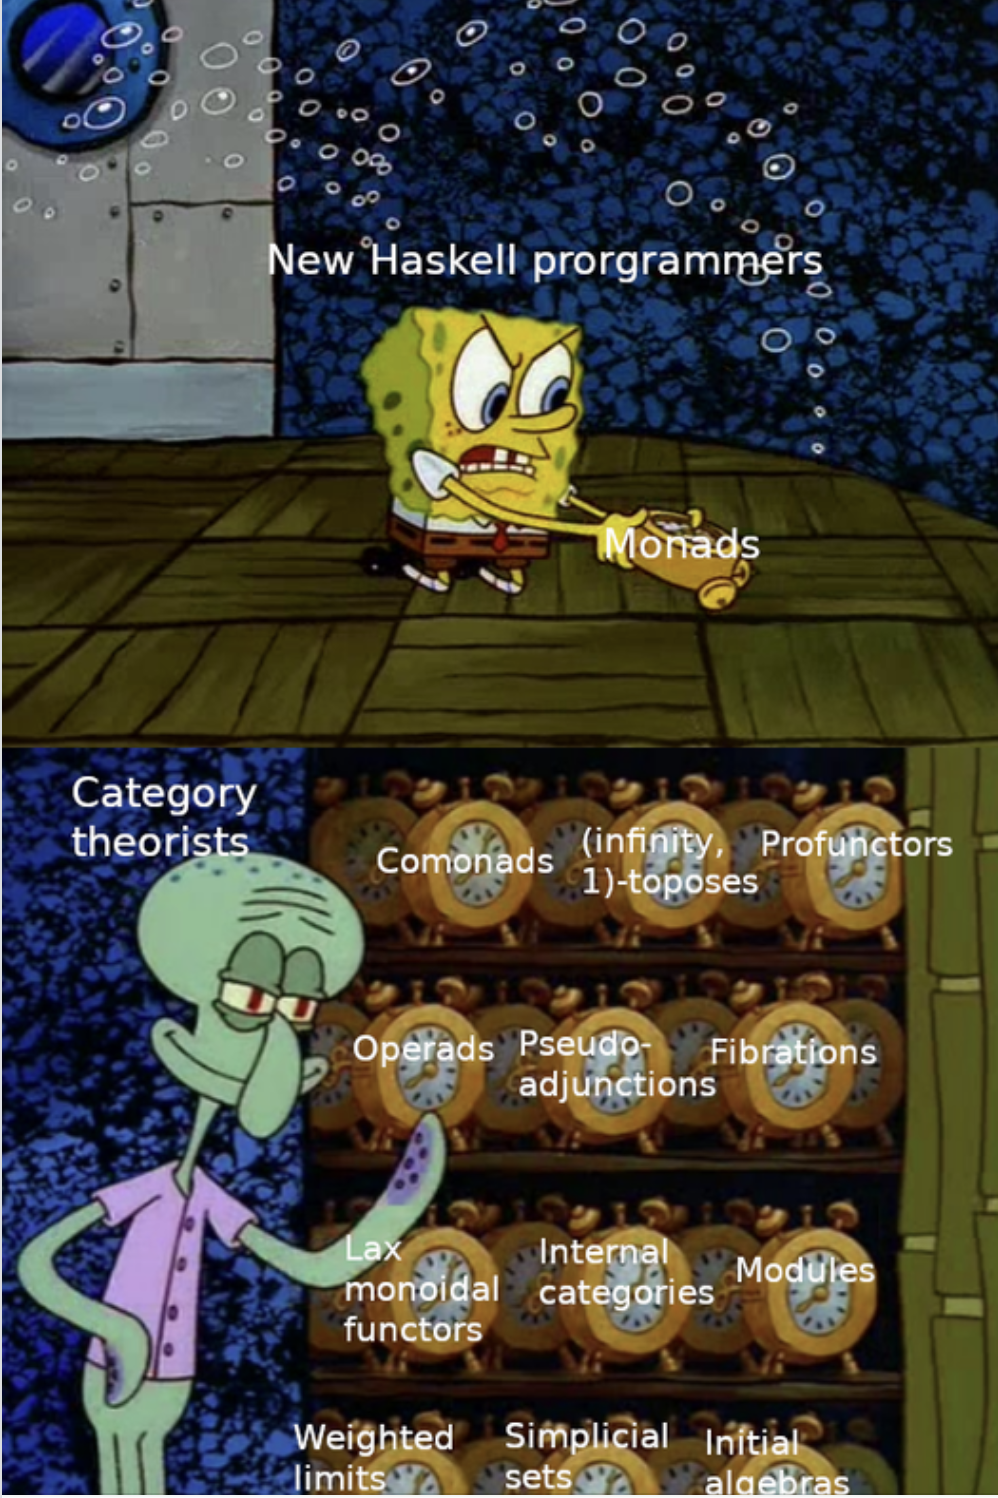 New Haskell prorgrammers
Monads
Category
theorists
Comonads
(infinity,
1)-toposes
Profunctors
Operads
Pseudo-
adjunctions
Fibrations
Lax
monoidal
functors
Internal
categories
Modules
Weighted
limits
Simplicial
sets
Initial
algebras